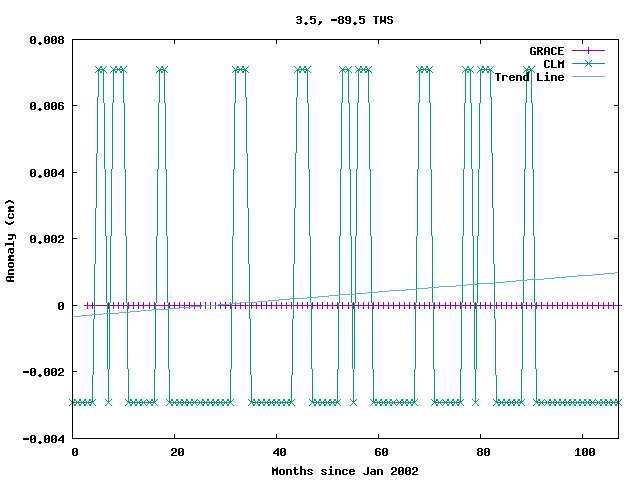 3.5, -89.5 TWS
GRACE
CLM
Trend Line
0.008
0.006
0.004
0.002
0
-0.002
-0.004
Anomaly (cm)
0 20 40 60 80 100
Months since Jan 2002